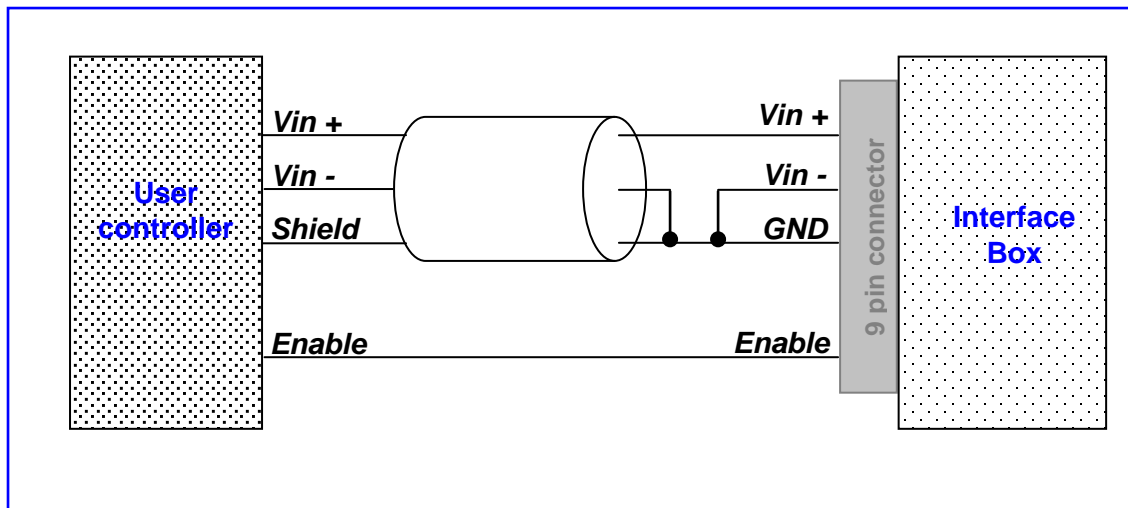 User
controller
Vin +
Vin -
Shield
Enable
Vin +
Vin -
GND
Enable
9 pin connector
Interface
Box